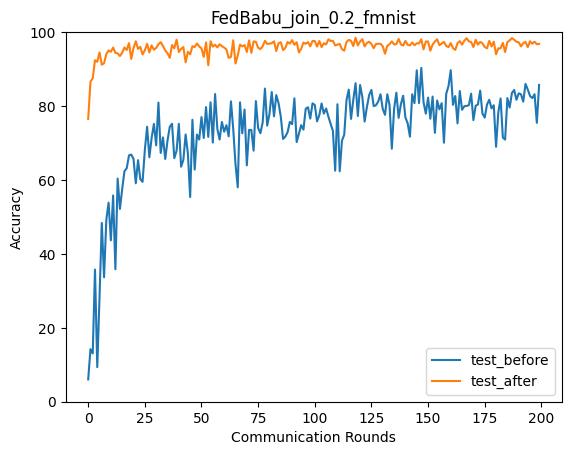 FedBabu_join_0.2_fmnist
100
80
60
40
20
0
Accuracy
0 25 50 75 100 125 150 175 200
Communication Rounds
test_before
test_after